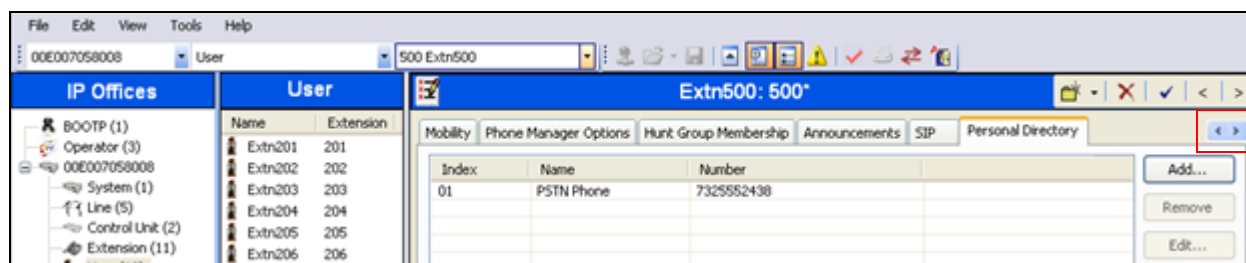 File Edit View Tools Help
00E007058008 User 500 Extn500
IP Offices User Extn500: 500*
BOOTP (1)
Operator (3)
00E007058008
System (1)
Line (5)
Control Unit (2)
Extension (11)
Name Extension
Extn201 201
Extn202 202
Extn203 203
Extn204 204
Extn205 205
Extn206 206
Mobility Phone Manager Options Hunt Group Membership Announcements SIP Personal Directory
Index Name Number
01 PSTN Phone 7325552438
Add...
Remove
Edit...